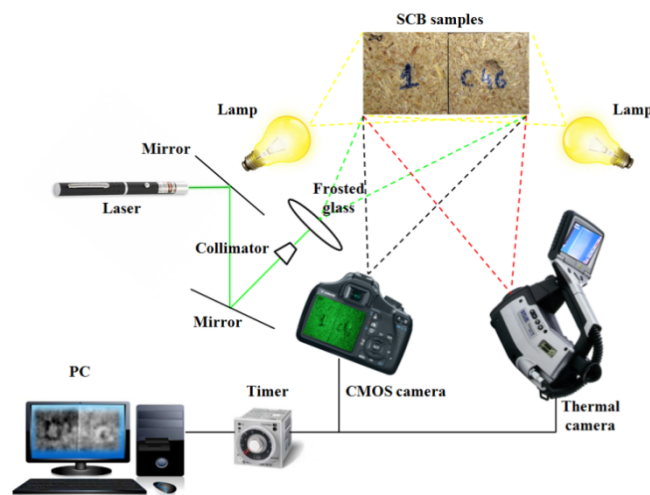 SCB samples
1
C46
Lamp
Lamp
Mirror
Laser
Frosted
glass
Collimator
Mirror
PC
Timer
CMOS camera
Thermal
camera